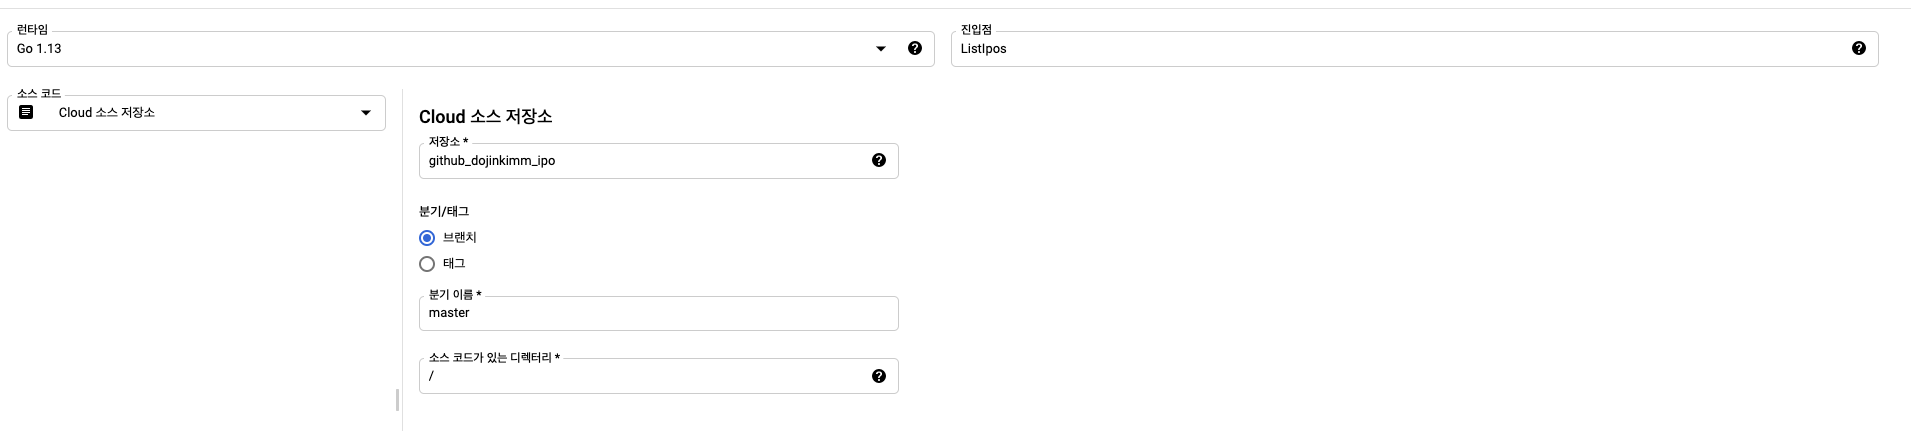 런타임
Go 1.13
진입점
ListIpos
소스 코드
Cloud 소스 저장소
Cloud 소스 저장소
저장소 *
github_dojinkimm_ipo
분기/태그
브랜치
태그
분기 이름 *
master
소스 코드가 있는 디렉터리 *
/